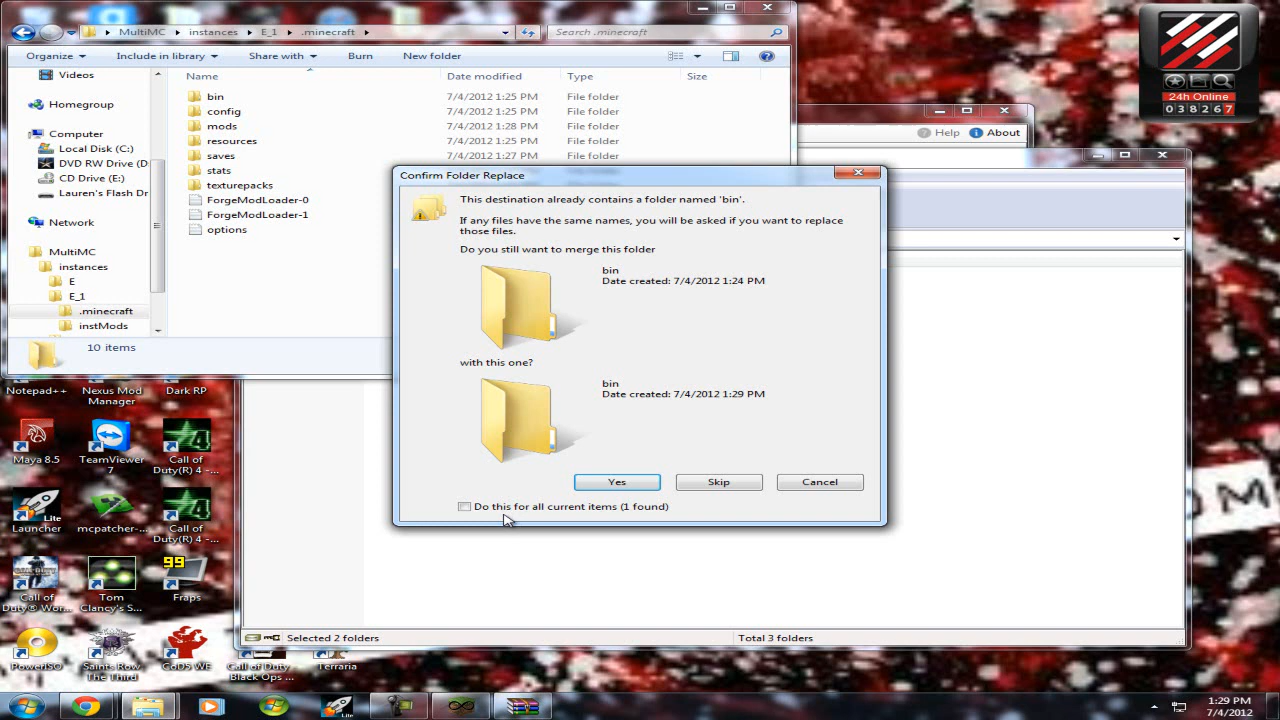 MultiMC ▸ instances ▸ E_1 ▸ .minecraft ▸
Search .minecraft
Organize
Include in library
Share with
Burn
New folder
Name
Date modified
Type
Size
Videos
Homegroup
Computer
Local Disk (C:)
DVD RW Drive (D
CD Drive (E:)
Lauren's Flash Dr
Network
MultiMC
instances
E
E_1
.minecraft
instMods
bin 7/4/2012 1:25 PM File folder
config 7/4/2012 1:25 PM File folder
mods 7/4/2012 1:28 PM File folder
resources 7/4/2012 1:25 PM File folder
saves 7/4/2012 1:27 PM File folder
stats
texturepacks
ForgeModLoader-0
ForgeModLoader-1
options
10 items
24h Online
038267
Help
About
Confirm Folder Replace
This destination already contains a folder named 'bin'.
If any files have the same names, you will be asked if you want to replace
those files.
Do you still want to merge this folder
bin
Date created: 7/4/2012 1:24 PM
with this one?
bin
Date created: 7/4/2012 1:29 PM
Yes
Skip
Cancel
Do this for all current items (1 found)
Notepad++
Nexus Mod
Manager
Dark RP
Maya 8.5
TeamViewer
7
Call of
Duty(R) 4 -...
Lite
Launcher
mcpatcher-...
Call of
Duty(R) 4 -...
Call of
Duty® Wor...
Tom
Clancy's S...
99
Fraps
PowerISO
Saints Row
The Third
CoD5 WE
Call of Duty
Black Ops ...
Terraria
Selected 2 folders
Total 3 folders
Lite
1:29 PM
7/4/2012